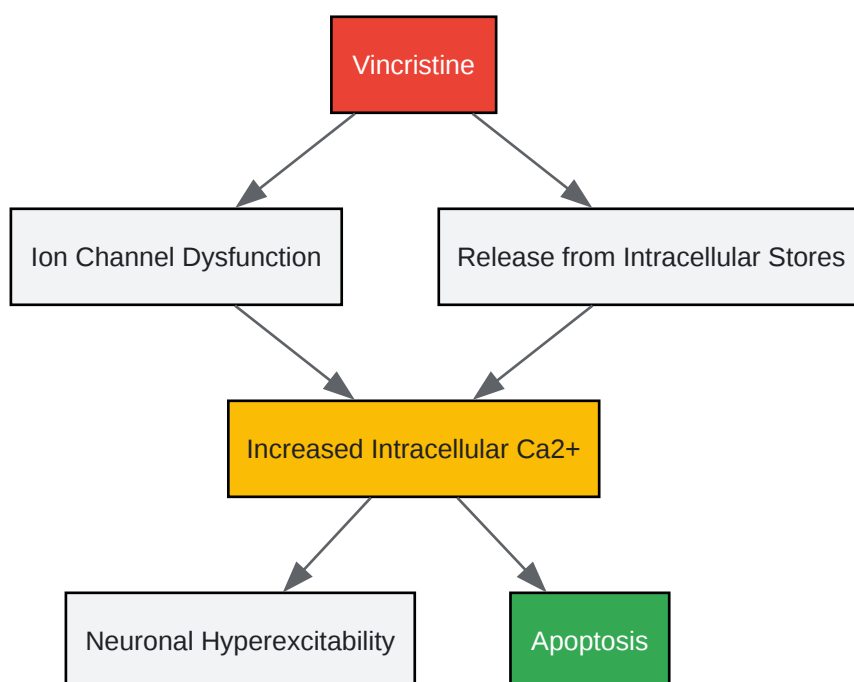 Vincristine
Ion Channel Dysfunction
Release from Intracellular Stores
Increased Intracellular Ca2+
Neuronal Hyperexcitability
Apoptosis